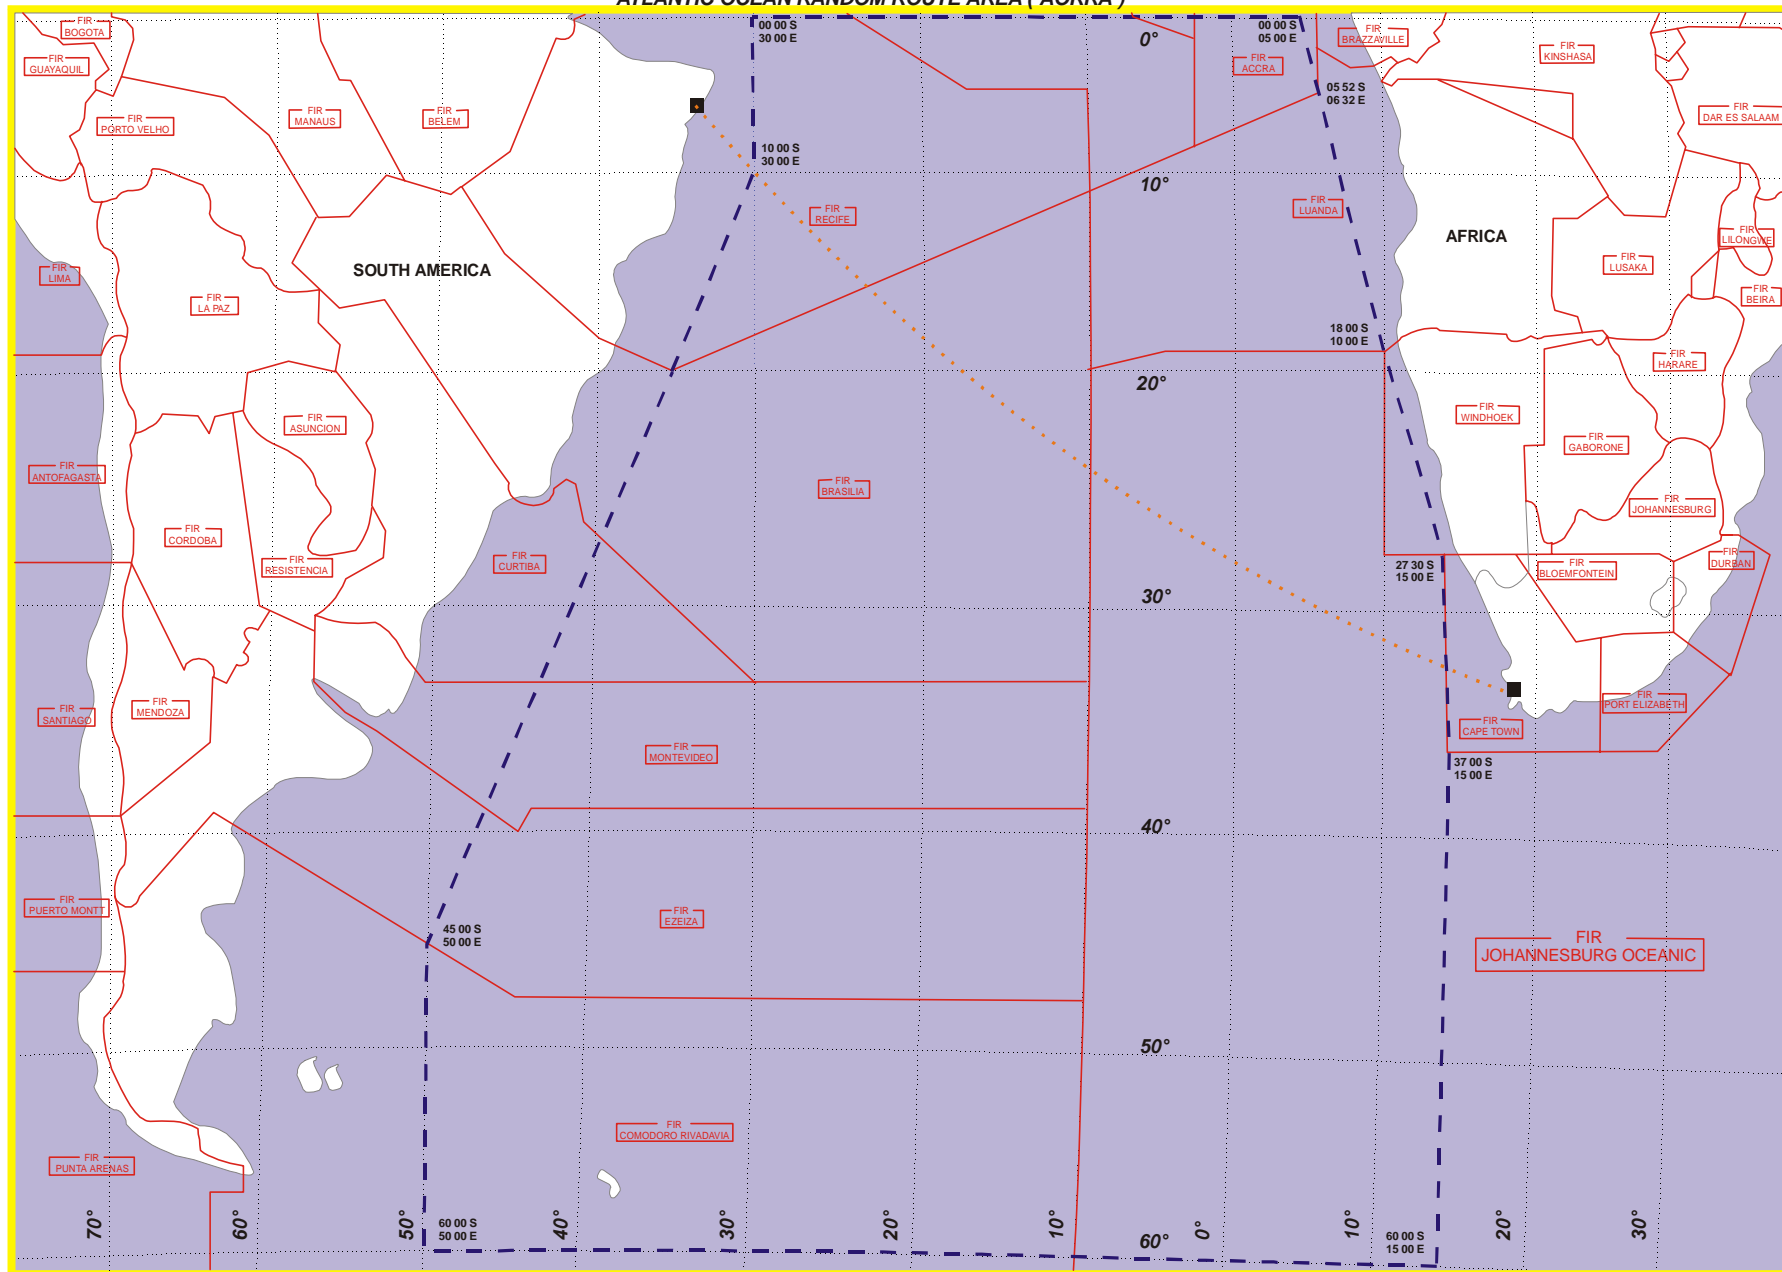 ATLANTIC OCEAN RANDOM ROUTE AREA ( AORRA )
FIR
BOGOTA
FIR
GUAYAQUIL
FIR
PORTO VELHO
FIR
MANAUS
FIR
BELEM
00 00 S
30 00 E
0°
00 00 S
05 00 E
FIR
ACCRA
FIR
BRAZZAVILLE
FIR
KINSHASA
05 52 S
06 32 E
FIR
DAR ES SALAAM
10 00 S
30 00 E
10°
FIR
RECIFE
FIR
LUANDA
AFRICA
FIR
LILONGWE
FIR
LUSAKA
FIR
BEIRA
FIR
LIMA
SOUTH AMERICA
FIR
LA PAZ
18 00 S
10 00 E
FIR
HARARE
20°
FIR
ASUNCION
FIR
WINDHOEK
FIR
GABORONE
FIR
ANTOFAGASTA
FIR
BRASILIA
FIR
JOHANNESBURG
FIR
CORDOBA
FIR
RESISTENCIA
FIR
CURTIBA
27 30 S
15 00 E
FIR
BLOEMFONTEIN
FIR
DURBAN
30°
FIR
SANTIAGO
FIR
MENDOZA
FIR
PORT ELIZABETH
FIR
CAPE TOWN
FIR
MONTEVIDEO
37 00 S
15 00 E
40°
FIR
PUERTO MONTT
FIR
EZEIZA
45 00 S
50 00 E
FIR
JOHANNESBURG OCEANIC
50°
FIR
COMODORO RIVADAVIA
FIR
PUNTA ARENAS
60 00 S
50 00 E
60°
60 00 S
15 00 E
70°
60°
50°
40°
30°
20°
10°
0°
10°
20°
30°